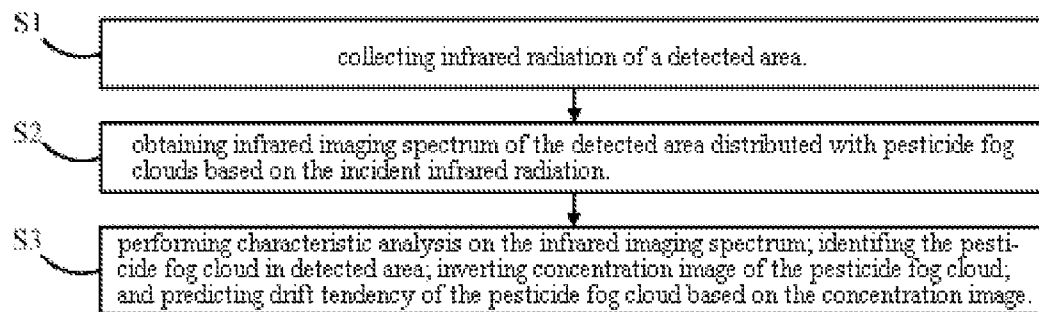 S1
collecting infrared radiation of a detected area.
S2
obtaining infrared imaging spectrum of the detected area distributed with pesticide fog
clouds based on the incident infrared radiation.
S3
performing characteristic analysis on the infrared imaging spectrum; identifing the pesti-
cide fog cloud in detected area; inverting concentration image of the pesticide fog cloud;
and predicting drift tendency of the pesticide fog cloud based on the concentration image.